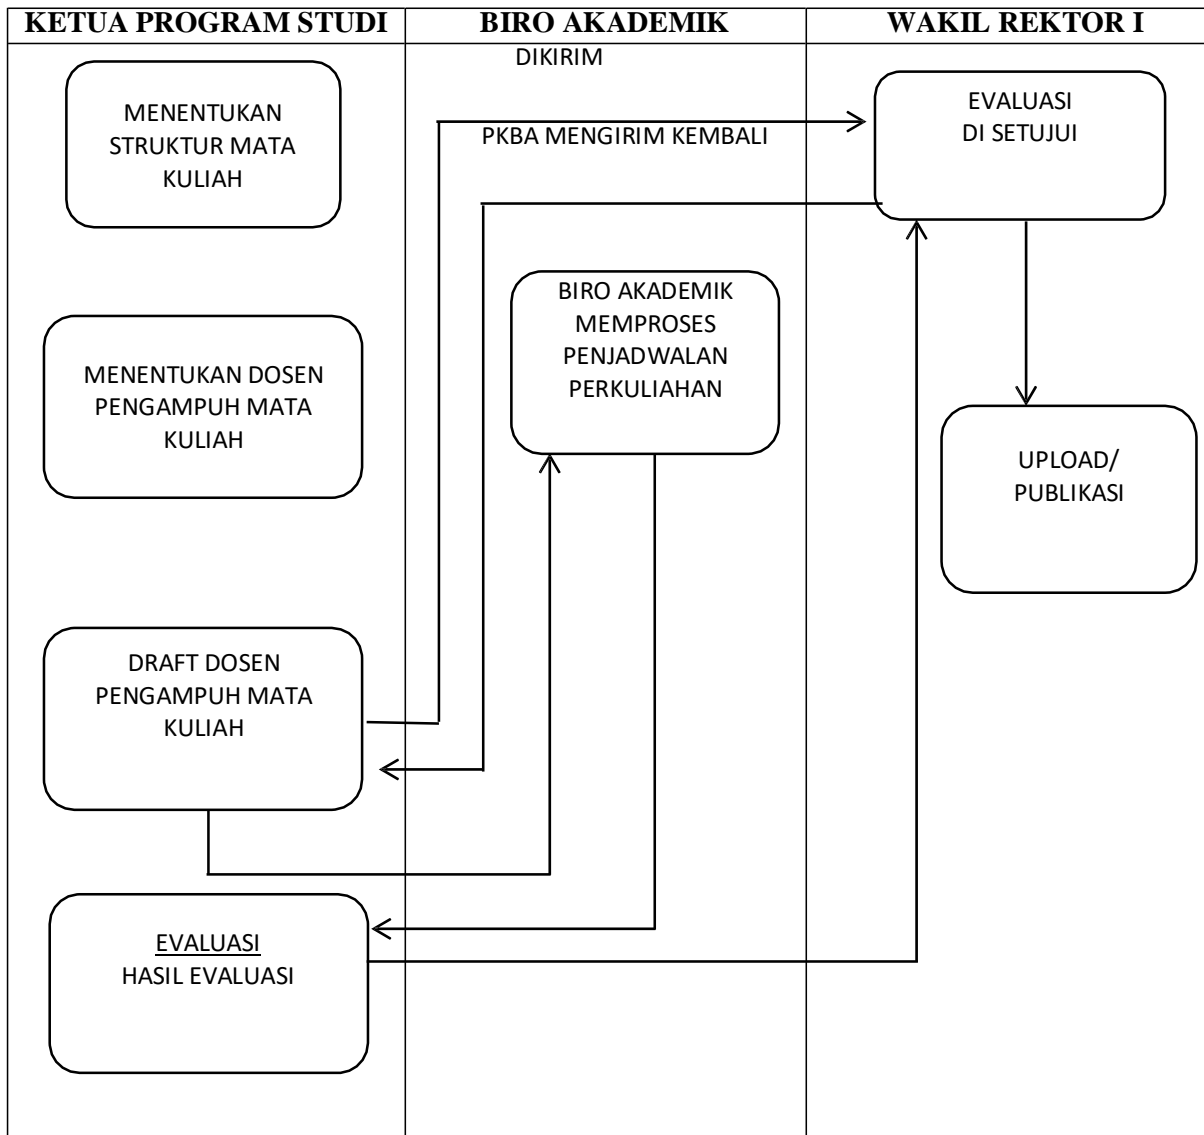 KETUA PROGRAM STUDI
BIRO AKADEMIK
WAKIL REKTOR I
MENENTUKAN
STRUKTUR MATA
KULIAH
MENENTUKAN DOSEN
PENGAMPUH MATA
KULIAH
DRAFT DOSEN
PENGAMPUH MATA
KULIAH
EVALUASI
HASIL EVALUASI
DIKIRIM
PKBA MENGIRIM KEMBALI
BIRO AKADEMIK
MEMPROSES
PENJADWALAN
PERKULIAHAN
EVALUASI
DI SETUJUI
UPLOAD/
PUBLIKASI